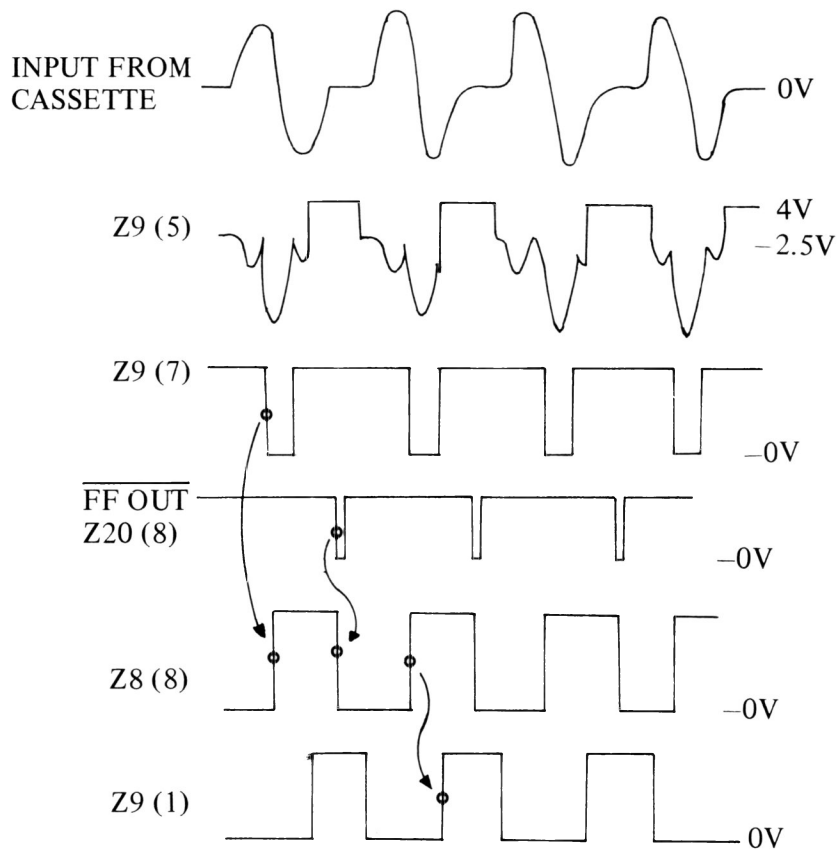 INPUT FROM
CASSETTE
0V
Z9 (5)
4V
–2.5V
Z9 (7)
–0V
FF OUT
Z20 (8)
–0V
Z8 (8)
–0V
Z9 (1)
0V